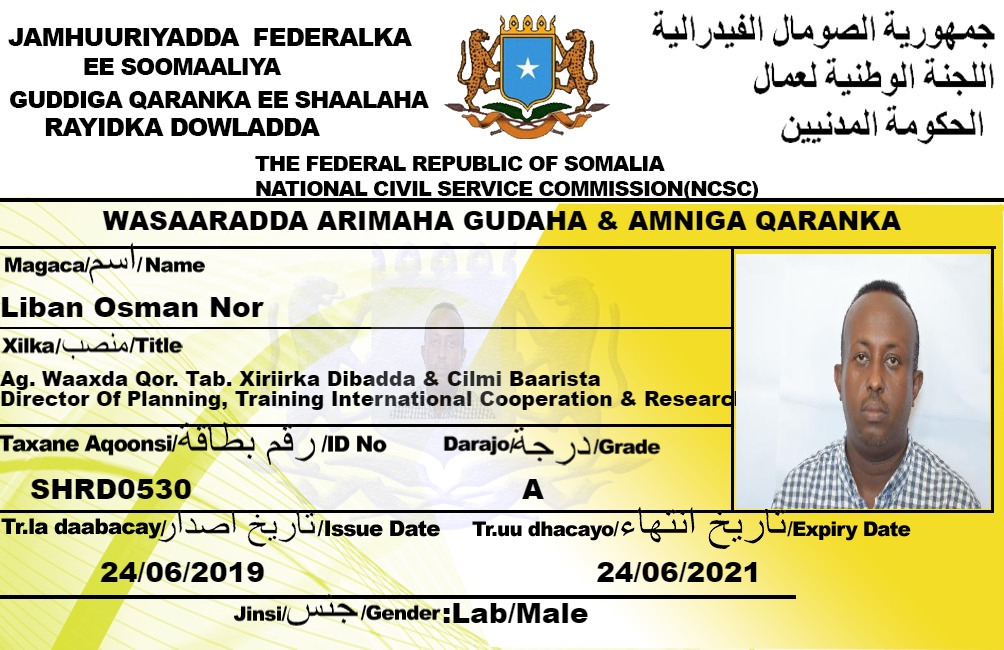 JAMHUURIYADDA FEDERALKA
EE SOOMAALIYA
GUDDIGA QARANKA EE SHAALAHA
RAYIDKA DOWLADDA
جمهورية الصومال الفيدرالية
اللجنة الوطنية لعمال
الحكومة المدنيين
THE FEDERAL REPUBLIC OF SOMALIA
NATIONAL CIVIL SERVICE COMMISSION(NCSC)
WASAARADDA ARIMAHA GUDAHA & AMNIGA QARANKA
Magaca/اسم/Name
Liban Osman Nor
Xilka/منصب/Title
Ag. Waaxda Qor. Tab. Xiriirka Dibadda & Cilmi Baarista
Director Of Planning, Training International Cooperation & Researc
Taxane Aqoonsi/رقم بطاقة/ID No Darajo/درجة/Grade
SHRD0530 A
Tr.la daabacay/تاريخ اصدار/Issue Date Tr.uu dhacayo/تاريخ انتهاء/Expiry Date
24/06/2019 24/06/2021
Jinsi/جنس/Gender:Lab/Male